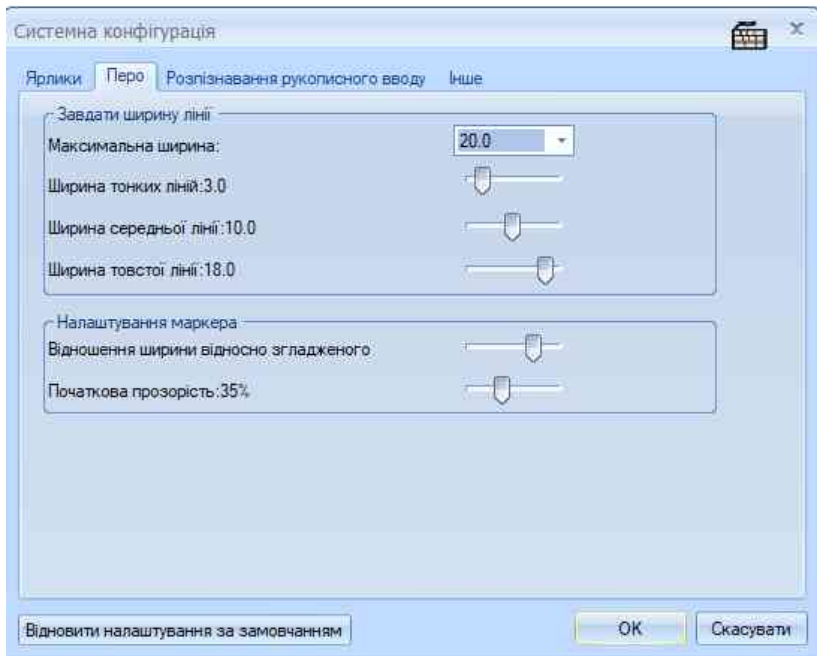 Системна конфігурація
Ярлики Перо Розпізнавання рукописного вводу Інше
Завдати ширину лінії
Максимальна ширина: 20.0
Ширина тонких ліній:3.0
Ширина середньої лінії:10.0
Ширина товстої лінії:18.0
Налаштування маркера
Відношення ширини відносно згладженого
Початкова прозорість:35%
Відновити налаштування за замовчанням OK Скасувати